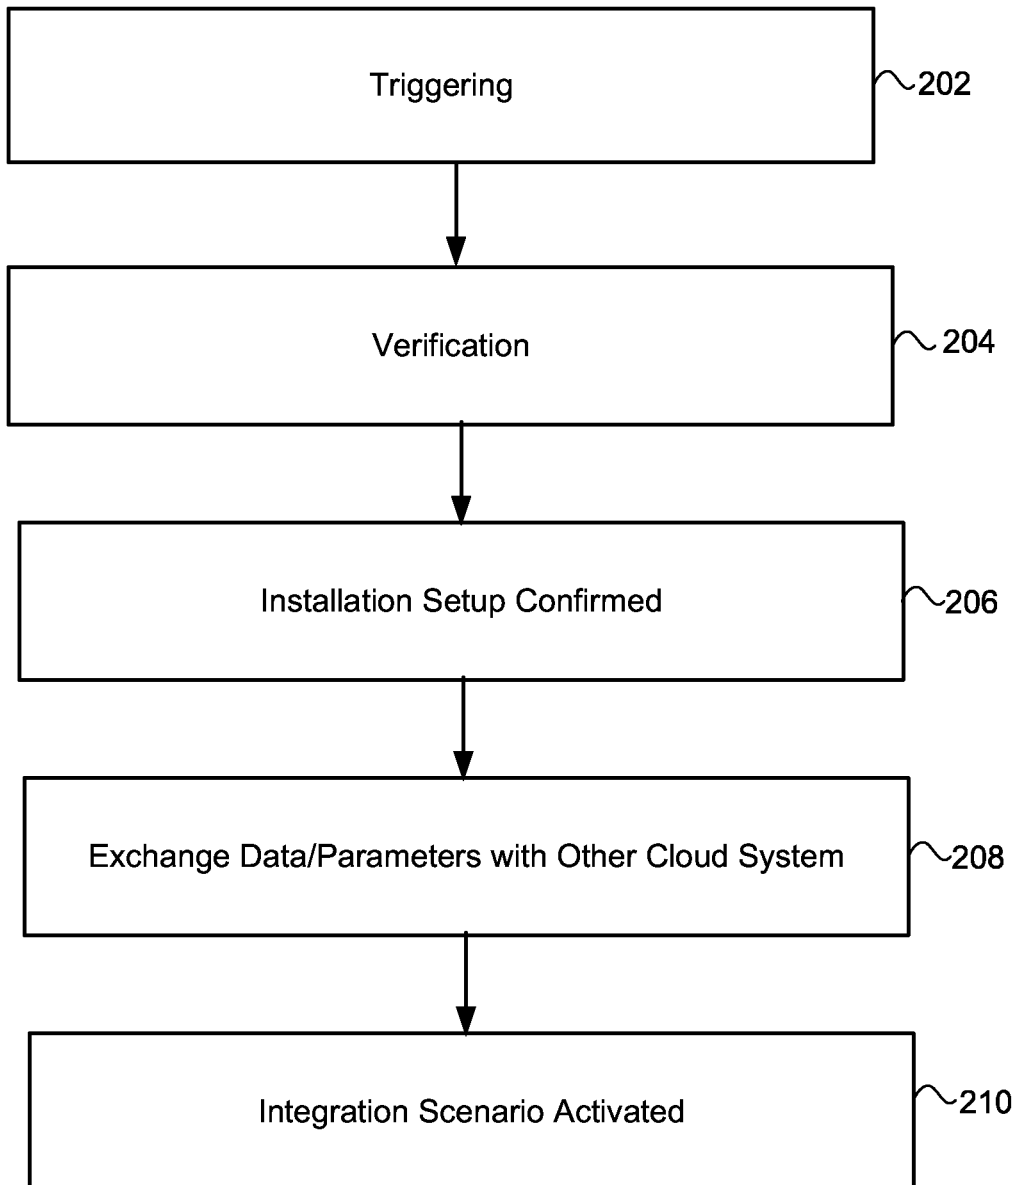 Triggering
202
Verification
204
Installation Setup Confirmed
206
Exchange Data/Parameters with Other Cloud System
208
Integration Scenario Activated
210